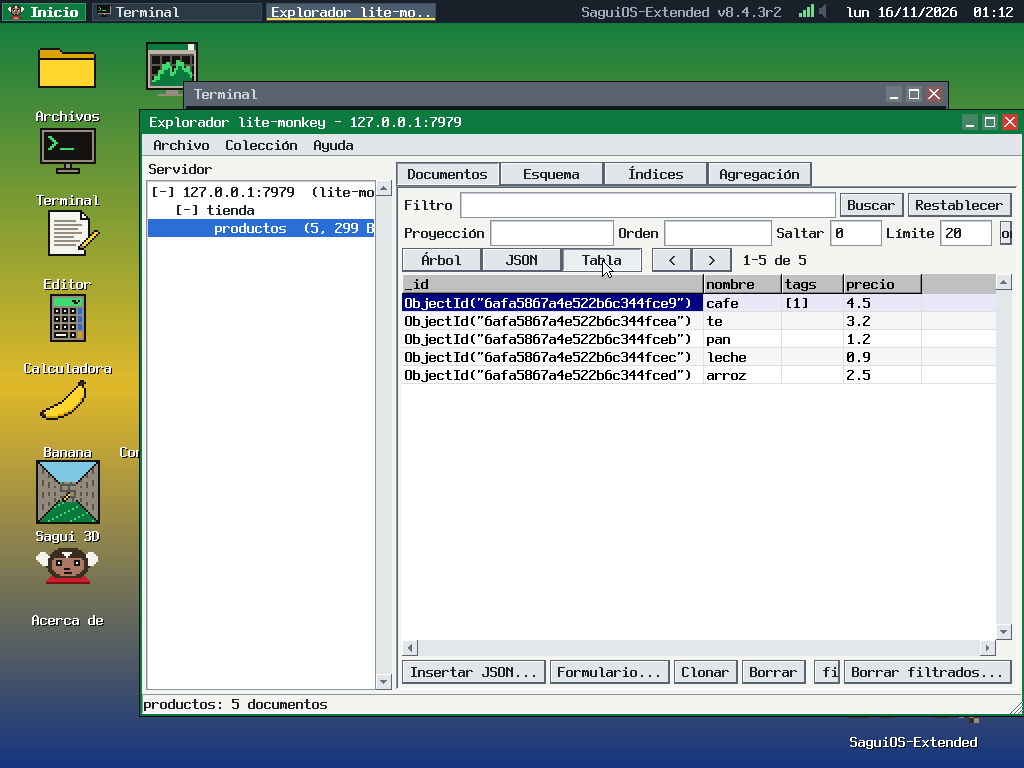 Inicio
Terminal
Explorador lite-mo..
SaguiOS-Extended v8.4.3r2
lun 16/11/2026 01:12
Archivos
Terminal
Editor
Calculadora
Banana
Sagui 3D
Acerca de
Terminal
Explorador lite-monkey - 127.0.0.1:7979
Archivo Colección Ayuda
Servidor
[-] 127.0.0.1:7979 (lite-mo
[-] tienda
productos (5, 299 B
Documentos Esquema Índices Agregación
Filtro Buscar Restablecer
Proyección Orden Saltar 0 Límite 20
Árbol JSON Tabla < > 1-5 de 5
_id nombre tags precio
ObjectId("6afa5867a4e522b6c344fce9") cafe [1] 4.5
ObjectId("6afa5867a4e522b6c344fcea") te 3.2
ObjectId("6afa5867a4e522b6c344fceb") pan 1.2
ObjectId("6afa5867a4e522b6c344fcec") leche 0.9
ObjectId("6afa5867a4e522b6c344fced") arroz 2.5
Insertar JSON... Formulario... Clonar Borrar fi Borrar filtrados...
productos: 5 documentos
SaguiOS-Extended